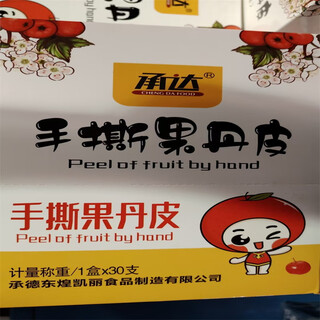 承达®
CHENG DA FOOD
手撕果丹皮
Peel of fruit by hand
手撕果丹皮
Peel of fruit by hand
计量称重/1盒x30支
承德东煌凯丽食品制造有限公司